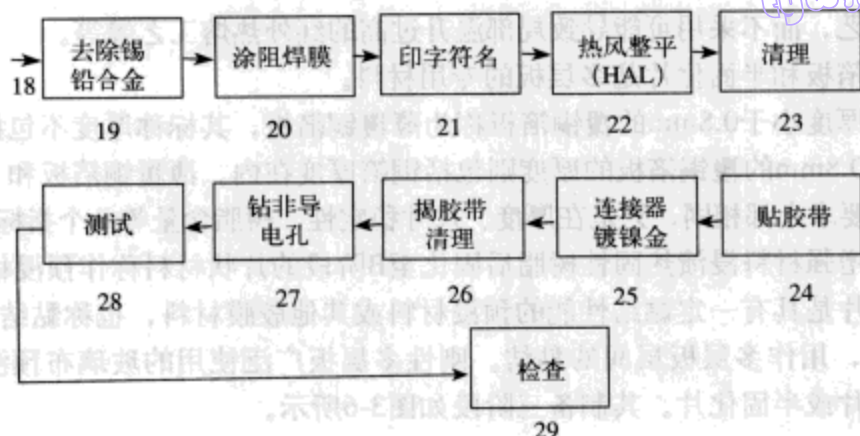 去除锡
铅合金
涂阻焊膜
印字符名
热风整平
(HAL)
清理
18
19
20
21
22
23
测试
钻非导
电孔
揭胶带
清理
连接器
镀镍金
贴胶带
28
27
26
25
24
检查
29